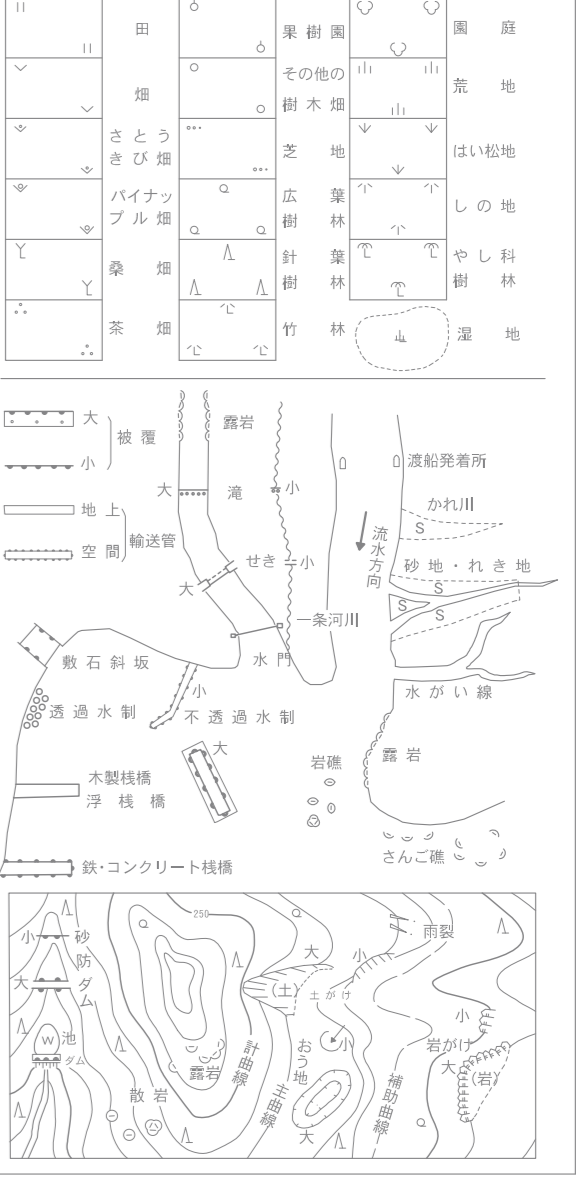 田
畑
さとう
きび畑
パイナッ
プル畑
桑畑
茶畑
果樹園
その他の
樹木畑
芝地
広葉
樹林
針葉
樹林
竹林
園庭
荒地
はい松地
しの地
やし科
樹林
湿地
大
小
被覆
地上
空間
輸送管
露岩
大
滝
小
せき
小
大
一条河川
水門
渡船発着所
かれ川
S
流水方向
砂地・れき地
S
S
S
水がい線
敷石斜坂
小
透過水制
不透過水制
大
岩礁
露岩
木製桟橋
浮桟橋
さんご礁
鉄・コンクリート桟橋
小
砂防ダム
大
W
池
ダム
250
露岩
散岩
計曲線
主曲線
大
(土)
土がけ
小
雨裂
おう地
小
大
補助曲線
小
岩がけ
大
(岩)